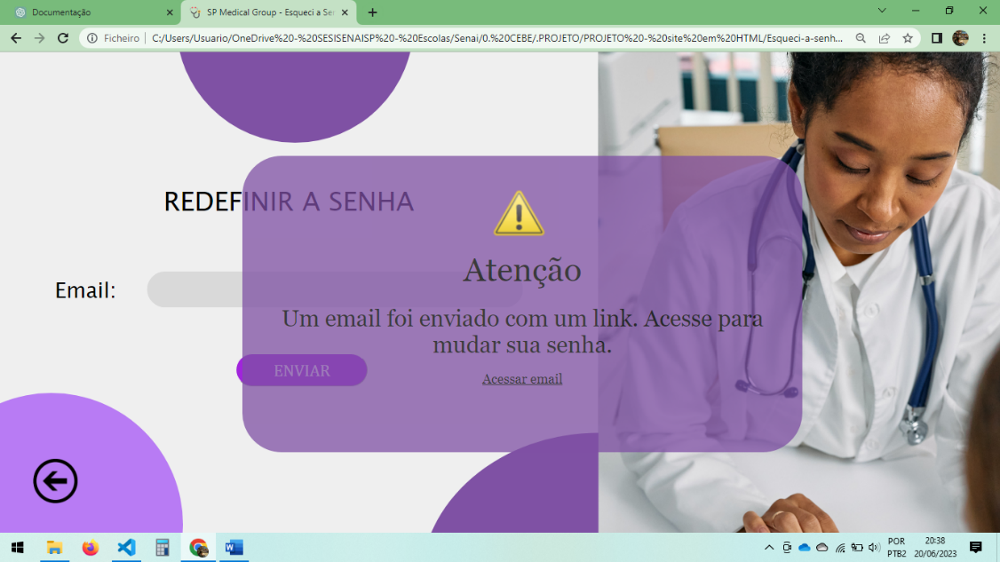 Documentação
SP Medical Group - Esqueci a Se
Ficheiro
C:/Users/Usuario/OneDrive%20-%20SESISENAISP%20-%20Escolas/Senai/0.%20CEBE/.PROJETO/PROJETO%20-%20site%20em%20HTML/Esqueci-a-senh...
REDEFINIR A SENHA
Atenção
Email:
Um email foi enviado com um link. Acesse para
mudar sua senha.
ENVIAR
Acessar email
POR
PTB2
20:38
20/06/2023